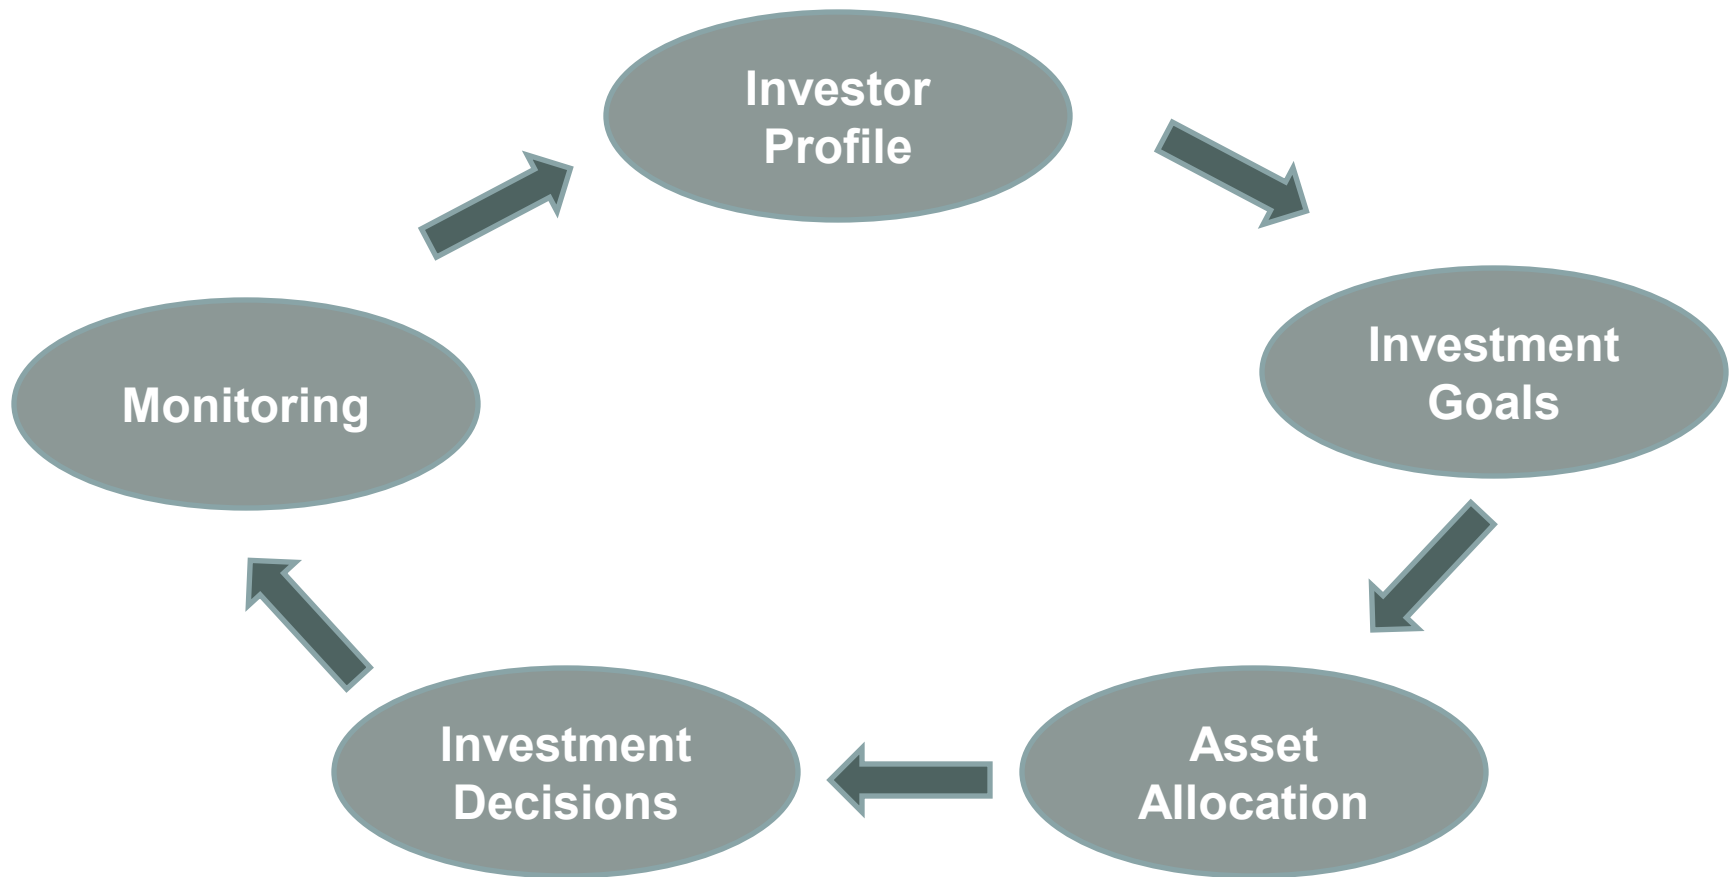 Investor
Profile
Investment
Goals
Asset
Allocation
Investment
Decisions
Monitoring